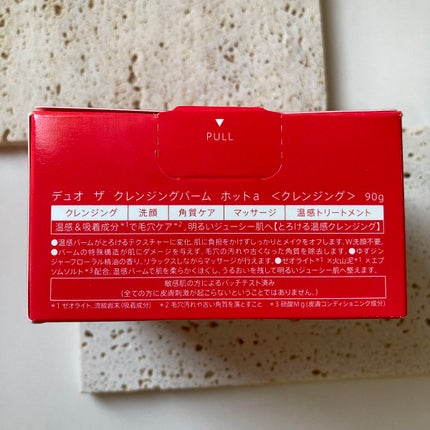 PULL
デュオ ザ クレンジングバーム ホットa <クレンジング> 90g
クレンジング 洗顔 角質ケア マッサージ 温感トリートメント
温感&吸着成分*1で毛穴ケア*2、明るいジューシー肌へ【とろける温感クレンジング】
●温感バームがとろけるテクスチャーに変化。肌に負担をかけずしっかりとメイクをオフします。W洗顔不要。
●バームの特殊構造が肌にダメージを与えず、毛穴の汚れや古くなった角質を除去します。●ゆずジン
ジャーフローラル精油の香り。リラックスしながらマッサージが行えます。●ゼオライト*1×火山泥*1×エプ
ソムソルト*3配合。温感バームで肌を柔らかくほぐし、うるおいを残して明るいジューシー肌へ整えます。
敏感肌の方によるパッチテスト済み
(全ての方に皮膚刺激が起こらないということではありません。)
*1 ゼオライト、流紋岩末(吸着成分) *2 毛穴汚れや古い角質を落とすこと *3 硫酸Mg(皮膚コンディショニング成分)